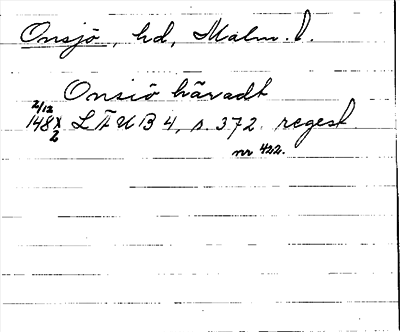 Onsjö, hd, Malm. l.
Onsiö häradt
2/12
1482 LÄUB 4, s. 372. regest
nr 422.